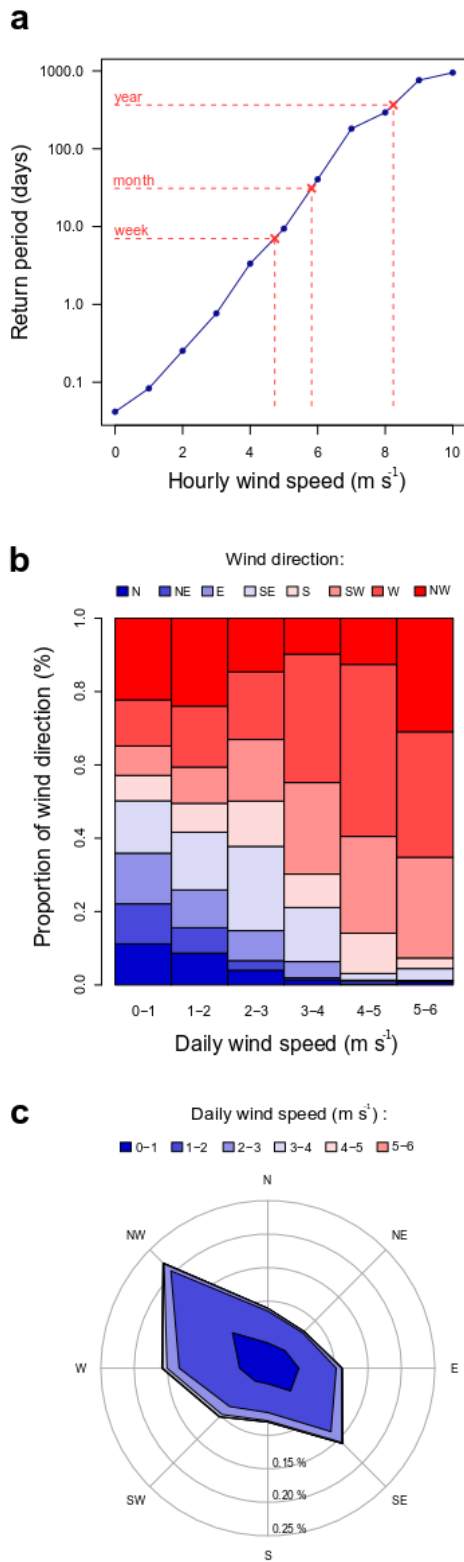 a
1000.0
100.0
10.0
1.0
0.1
year
month
week
Return period (days)
0 2 4 6 8 10
Hourly wind speed (m s⁻¹)
b
Wind direction:
N NE E SE S SW W NW
1.0
0.8
0.6
0.4
0.2
0.0
Proportion of wind direction (%)
0−1 1−2 2−3 3−4 4−5 5−6
Daily wind speed (m s⁻¹)
c
Daily wind speed (m s⁻¹) :
0−1 1−2 2−3 3−4 4−5 5−6
N
NW NE
W E
SW SE
S
0.15 %
0.20 %
0.25 %